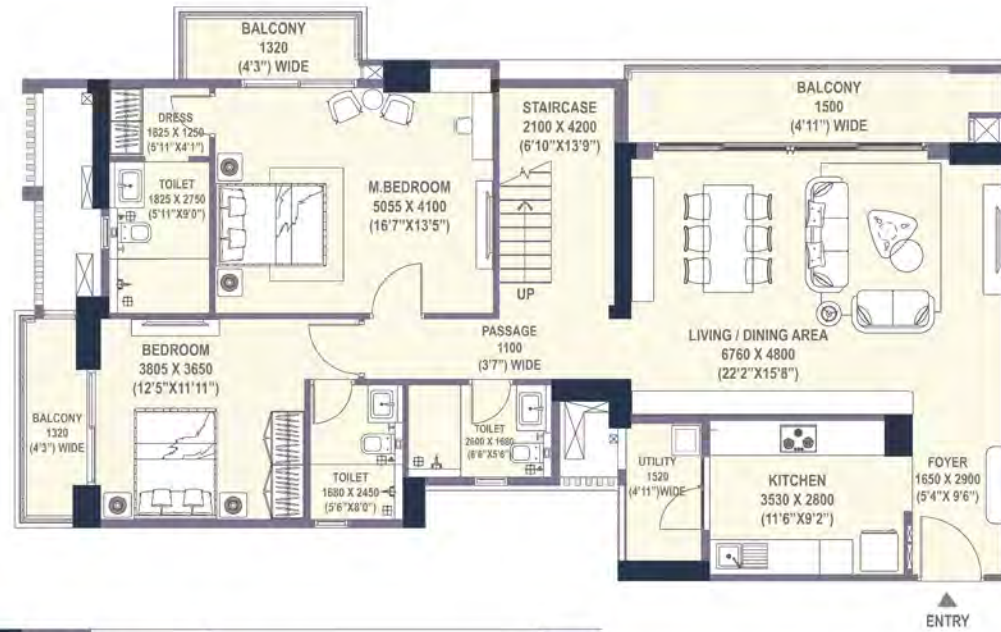 BALCONY
1320
(4'3") WIDE
DRESS
1825 X 1250
(5'11"X4'1")
TOILET
1825 X 2750
(5'11"X9'0")
M.BEDROOM
5055 X 4100
(16'7"X13'5")
STAIRCASE
2100 X 4200
(6'10"X13'9")
UP
BALCONY
1500
(4'11") WIDE
LIVING / DINING AREA
6760 X 4800
(22'2"X15'8")
PASSAGE
1100
(3'7") WIDE
BEDROOM
3805 X 3650
(12'5"X11'11")
BALCONY
1320
(4'3") WIDE
TOILET
1680 X 2450
(5'6"X8'0")
TOILET
2600 X 1680
(8'6"X5'6")
UTILITY
1520
(4'11")WIDE
KITCHEN
3530 X 2800
(11'6"X9'2")
FOYER
1650 X 2900
(5'4"X 9'6")
ENTRY